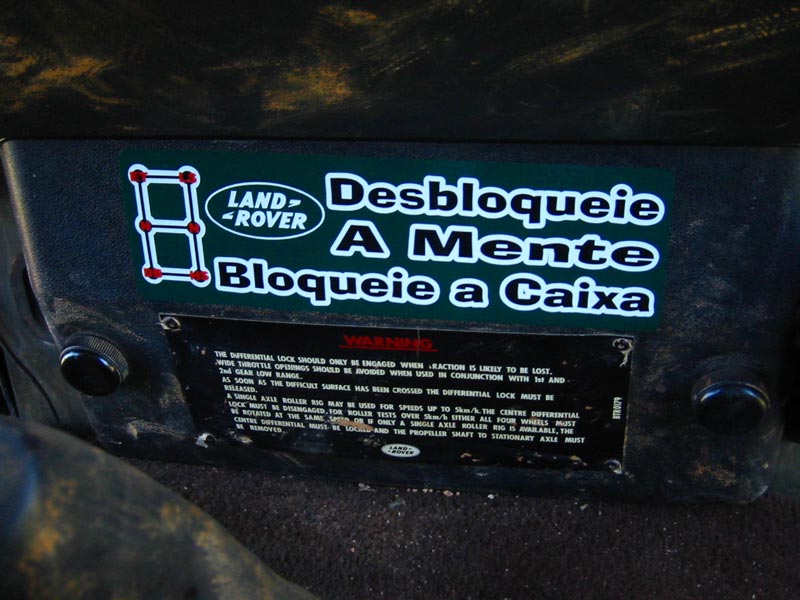 LAND ROVER
Desbloqueie
A Mente
Bloqueie a Caixa
WARNING
THE DIFFERENTIAL LOCK SHOULD ONLY BE ENGAGED WHEN TRACTION IS LIKELY TO BE LOST.
WIDE THROTTLE OPENINGS SHOULD BE AVOIDED WHEN USED IN CONJUNCTION WITH 1st AND
2nd GEAR LOW RANGE.
AS SOON AS THE DIFFICULT SURFACE HAS BEEN CROSSED THE DIFFERENTIAL LOCK MUST BE
RELEASED.
A SINGLE AXLE ROLLER RIG MAY BE USED FOR SPEEDS UP TO 5km/h. THE CENTRE DIFFERENTIAL
LOCK MUST BE DISENGAGED. FOR ROLLER TESTS OVER 5km/h EITHER ALL FOUR WHEELS MUST
BE ROTATED AT THE SAME SPEED OR IF ONLY A SINGLE AXLE ROLLER RIG IS AVAILABLE, THE
CENTRE DIFFERENTIAL MUST BE LOCKED AND THE PROPELLER SHAFT TO STATIONARY AXLE MUST
BE REMOVED
LAND ROVER